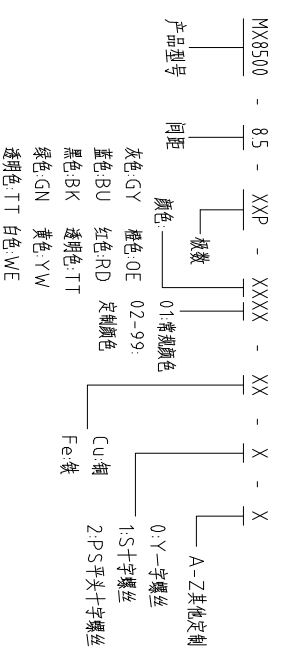 MX8500 - 8.5 - XXP - XXXX - XX - X - X
产品型号
间距
极数
颜色:
灰色:GY 橙色:OE
蓝色:BU 红色:RD
黑色:BK 透明色:TT
绿色:GN 黄色:YW
透明色:TT 白色:WE
01:常规颜色
02-99:
定制颜色
Cu:铜
Fe:铁
0:Y一字螺丝
1:S十字螺丝
2:PS平头十字螺丝
A-Z其他定制